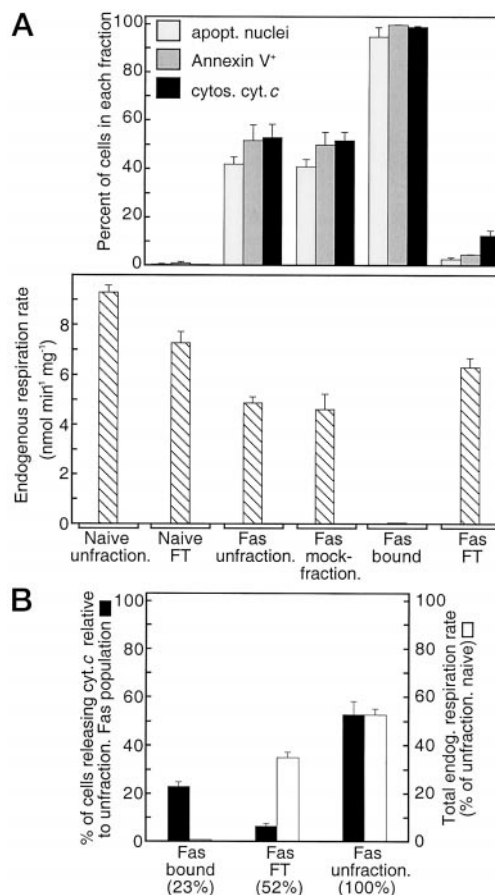 A
Percent of cells in each fraction
100
80
60
40
20
0
apopt. nuclei
Annexin V⁺
cytos. cyt.c
Endogenous respiration rate
(nmol min¹ mg⁻¹)
8
6
4
2
0
Naive
unfraction.
Naive
FT
Fas
unfraction.
Fas
mock-
fraction.
Fas
bound
Fas
FT
B
% of cells releasing cyt.c relative
to unfraction. Fas population
100
80
60
40
20
0
100
80
60
40
20
0
Total endog. respiration rate
(% of unfraction. naive)
Fas
bound
(23%)
Fas
FT
(52%)
Fas
unfraction.
(100%)